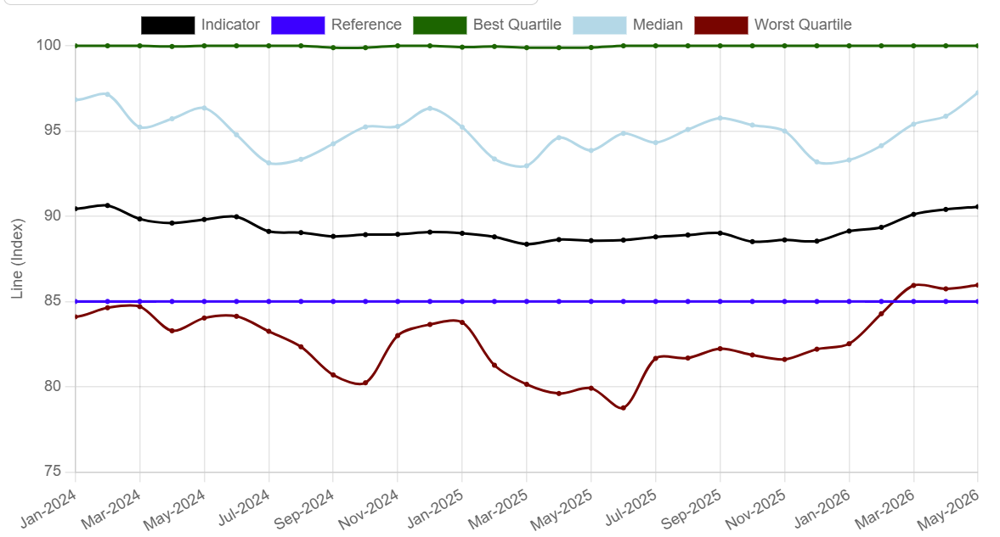 Indicator Reference Best Quartile Median Worst Quartile
100
95
90
85
80
75
Line (Index)
Jan-2024 Mar-2024 May-2024 Jul-2024 Sep-2024 Nov-2024 Jan-2025 Mar-2025 May-2025 Jul-2025 Sep-2025 Nov-2025 Jan-2026 Mar-2026 May-2026